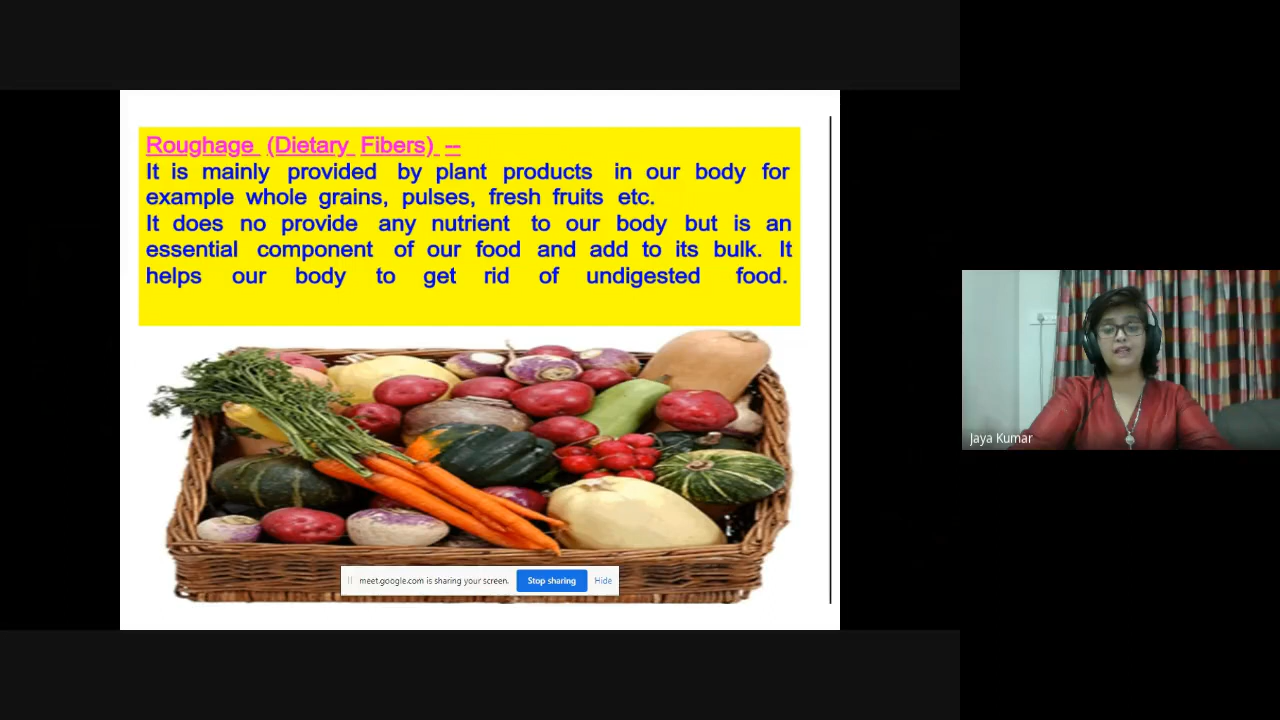 Roughage (Dietary Fibers) --
It is mainly provided by plant products in our body for
example whole grains, pulses, fresh fruits etc.
It does no provide any nutrient to our body but is an
essential component of our food and add to its bulk. It
helps our body to get rid of undigested food.
meet.google.com is sharing your screen.
Stop sharing
Hide
Jaya Kumar